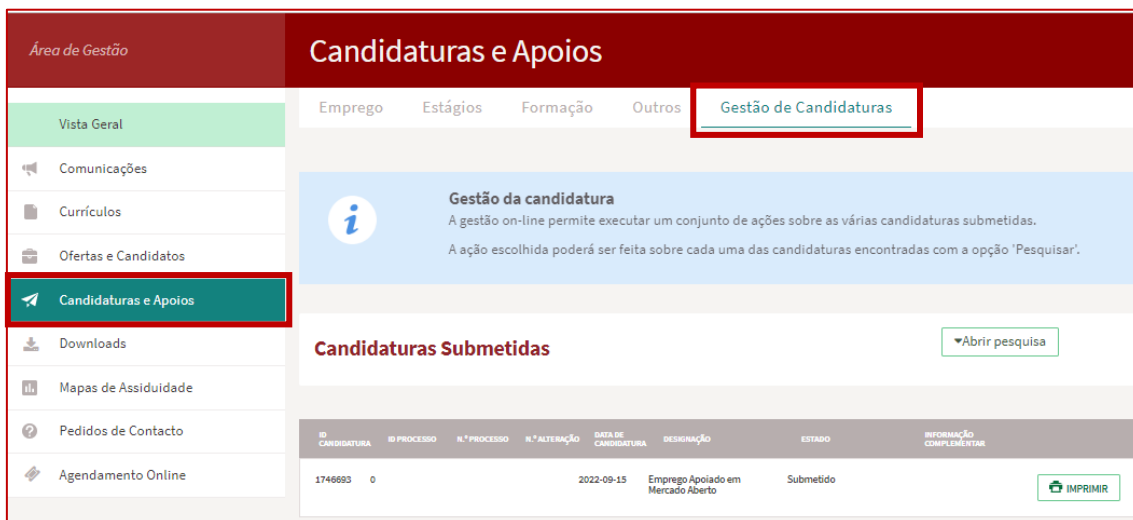 Área de Gestão
Candidaturas e Apoios
Emprego Estágios Formação Outros Gestão de Candidaturas
Vista Geral
Comunicações
Currículos
Ofertas e Candidatos
Candidaturas e Apoios
Downloads
Mapas de Assiduidade
Pedidos de Contacto
Agendamento Online
Gestão da candidatura
A gestão on-line permite executar um conjunto de ações sobre as várias candidaturas submetidas.
A ação escolhida poderá ser feita sobre cada uma das candidaturas encontradas com a opção 'Pesquisar'.
Candidaturas Submetidas
Abrir pesquisa
ID CANDIDATURA ID PROCESSO N.º PROCESSO N.º ALTERAÇÃO DATA DE CANDIDATURA DESIGNAÇÃO ESTADO INFORMAÇÃO COMPLEMENTAR
1746693 0 2022-09-15 Emprego Apoiado em Mercado Aberto Submetido IMPRIMIR